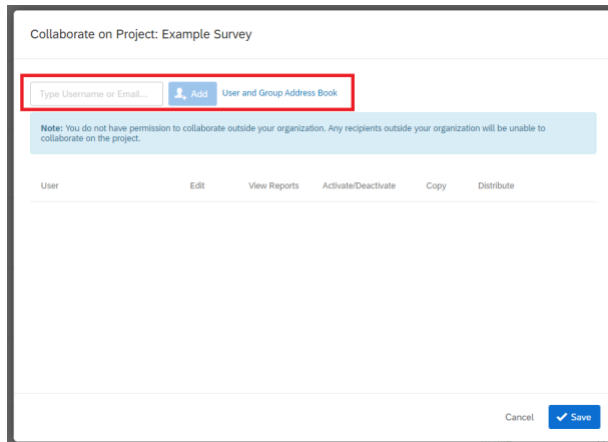 Collaborate on Project: Example Survey
Type Username or Email... Add User and Group Address Book
Note: You do not have permission to collaborate outside your organization. Any recipients outside your organization will be unable to
collaborate on the project.
User Edit View Reports Activate/Deactivate Copy Distribute
Cancel Save